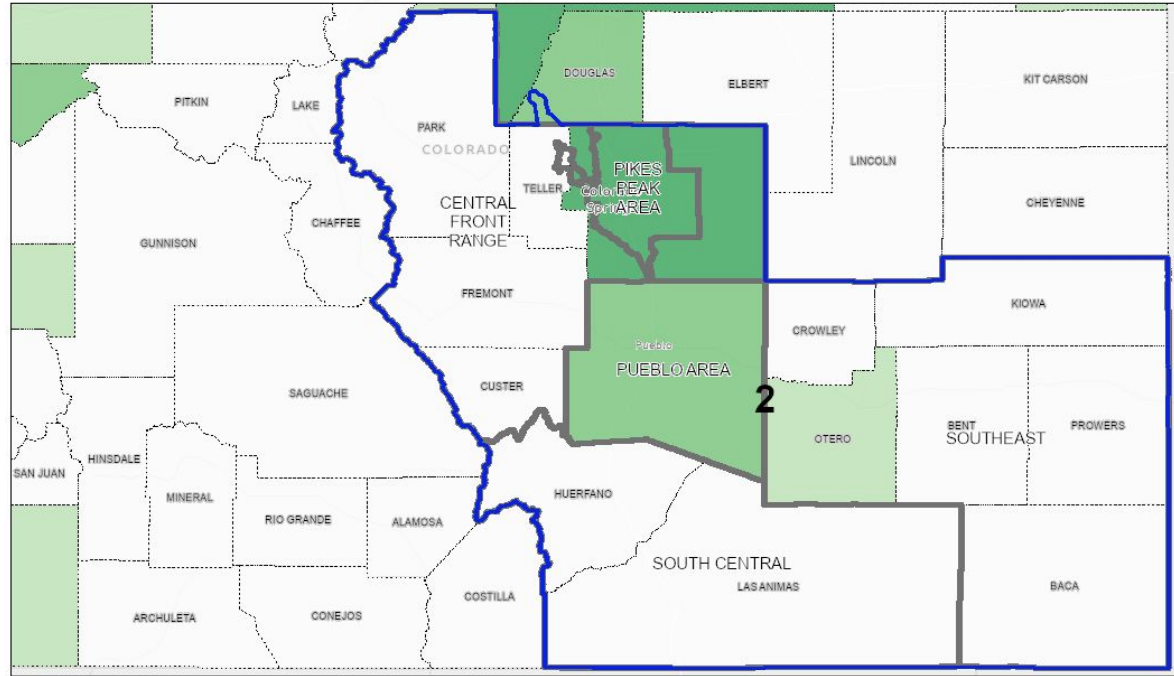 DOUGLAS
ELBERT
KIT CARSON
PITKIN
LAKE
PARK
COLORADO
LINCOLN
PIKES
PEAK
AREA
Colorado
Springs
TELLER
CENTRAL
FRONT
RANGE
CHEYENNE
CHAFFEE
GUNNISON
FREMONT
KIOWA
CROWLEY
Pueblo
PUEBLO AREA
CUSTER
SAGUACHE
2
BENT
PROWERS
OTERO
SOUTHEAST
HINSDALE
SAN JUAN
MINERAL
HUERFANO
RIO GRANDE
ALAMOSA
SOUTH CENTRAL
LAS ANIMAS
BACA
COSTILLA
ARCHULETA
CONEJOS